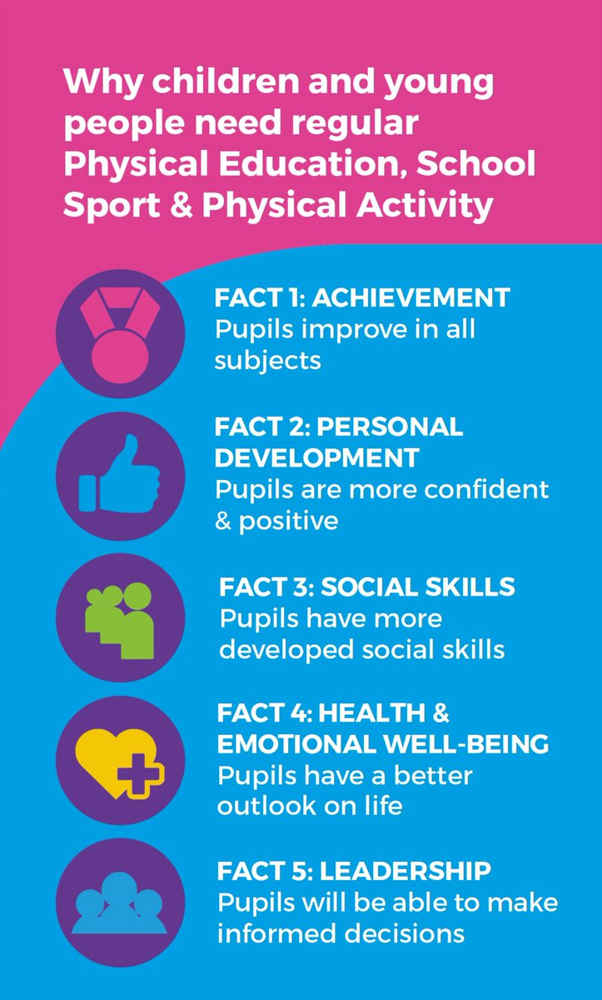 Why children and young
people need regular
Physical Education, School
Sport & Physical Activity
FACT 1: ACHIEVEMENT
Pupils improve in all
subjects
FACT 2: PERSONAL
DEVELOPMENT
Pupils are more confident
& positive
FACT 3: SOCIAL SKILLS
Pupils have more
developed social skills
FACT 4: HEALTH &
EMOTIONAL WELL-BEING
Pupils have a better
outlook on life
FACT 5: LEADERSHIP
Pupils will be able to make
informed decisions